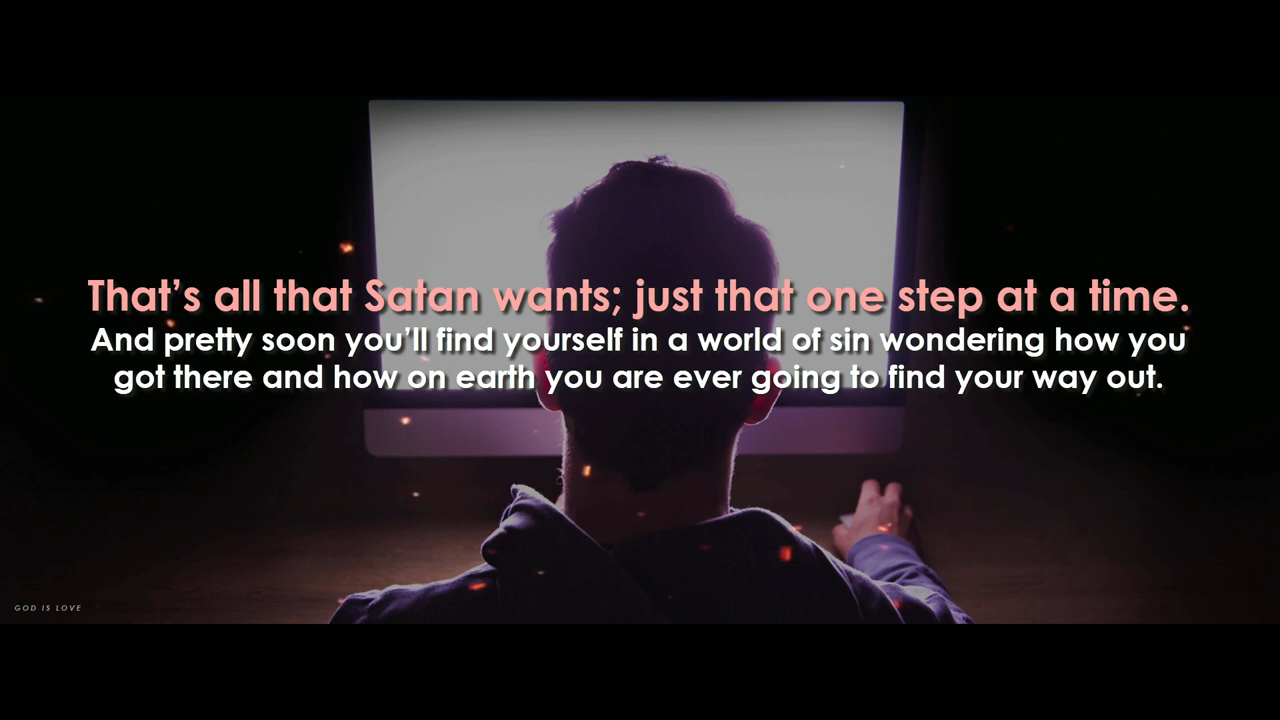 That’s all that Satan wants; just that one step at a time.
And pretty soon you’ll find yourself in a world of sin wondering how you
got there and how on earth you are ever going to find your way out.
GOD IS LOVE